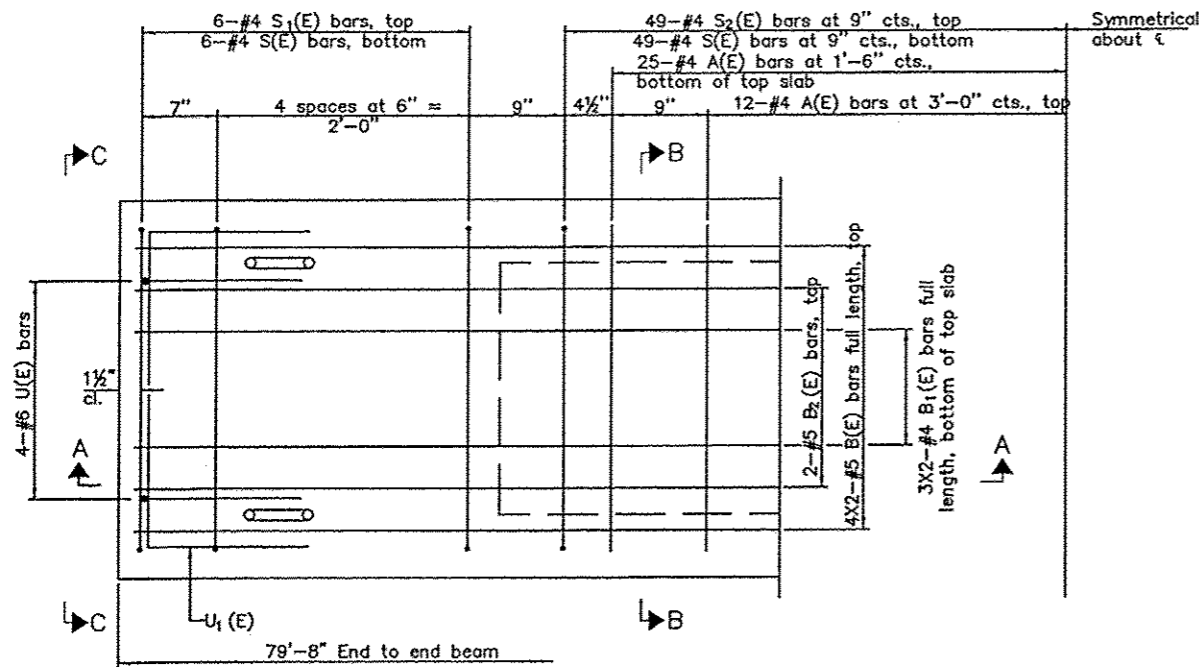 6-#4 S₁(E) bars, top
6-#4 S(E) bars, bottom
49-#4 S₂(E) bars at 9" cts., top
49-#4 S(E) bars at 9" cts., bottom
25-#4 A(E) bars at 1'-6" cts.,
bottom of top slab
Symmetrical
about ℄
7"
4 spaces at 6" =
2'-0"
9"
4½"
9"
12-#4 A(E) bars at 3'-0" cts., top
C
B
4-#6 U(E) bars
1½"
cl.
2-#5 B₂(E) bars, top
4X2-#5 B(E) bars full length, top
3X2-#4 B₁(E) bars full
length, bottom of top slab
A
A
C
B
U₁(E)
79'-8" End to end beam